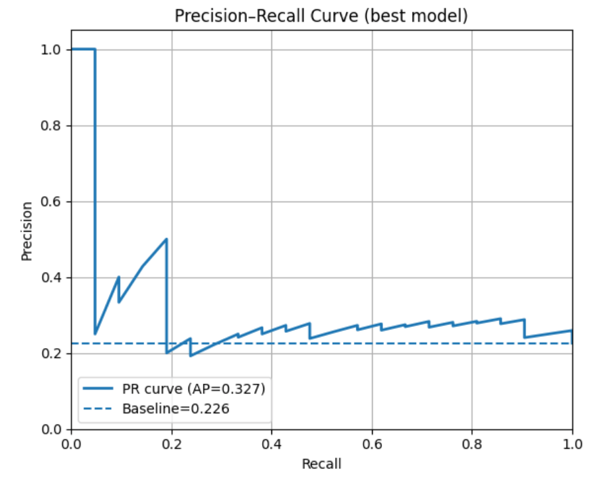 Precision–Recall Curve (best model)
1.0
0.8
0.6
0.4
0.2
0.0
Precision
PR curve (AP=0.327)
Baseline=0.226
0.0 0.2 0.4 0.6 0.8 1.0
Recall